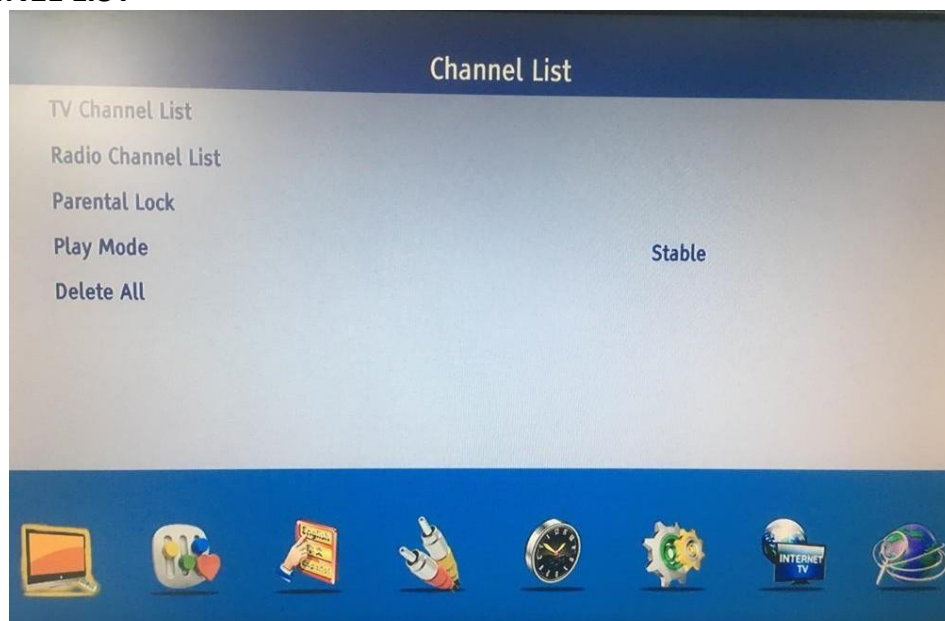 Channel List
TV Channel List
Radio Channel List
Parental Lock
Play Mode
Stable
Delete All
INTERNET
TV